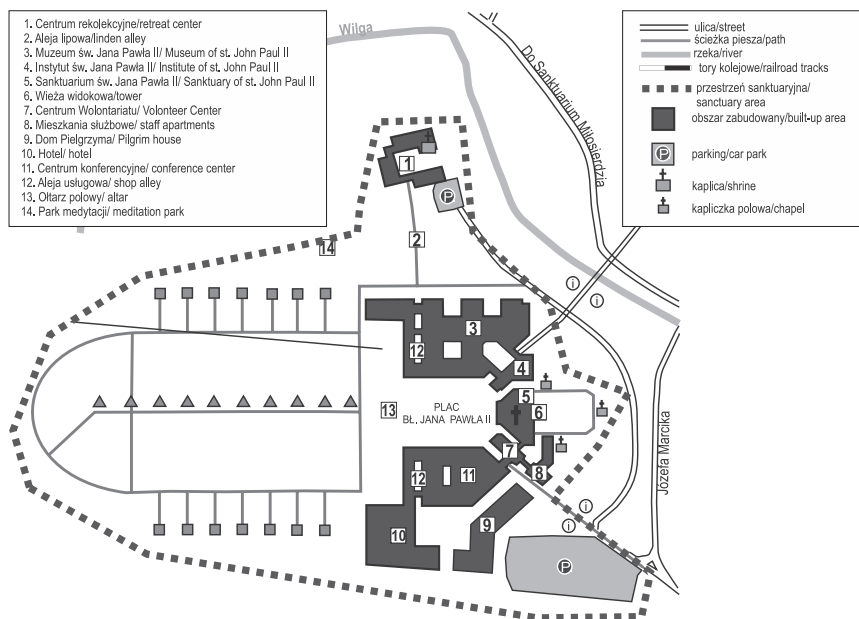 1. Centrum rekolekcyjne/retreat center
2. Aleja lipowa/linden alley
3. Muzeum św. Jana Pawła II/ Museum of st. John Paul II
4. Instytut św. Jana Pawła II/ Institute of st. John Paul II
5. Sanktuarium św. Jana Pawła II/ Sanktuary of st. John Paul II
6. Wieża widokowa/tower
7. Centrum Wolontariatu/ Volunteer Center
8. Mieszkania służbowe/ staff apartments
9. Dom Pielgrzyma/ Pilgrim house
10. Hotel/ hotel
11. Centrum konferencyjne/ conference center
12. Aleja usługowa/ shop alley
13. Ołtarz polowy/ altar
14. Park medytacji/ meditation park
Wilga
Do Sanktuarium Miłosierdzia
ulica/street
ścieżka piesza/path
rzeka/river
tory kolejowe/railroad tracks
przestrzeń sanktuaryjna/
sanctuary area
obszar zabudowany/built-up area
P
parking/car park
kaplica/shrine
kapliczka polowa/chapel
1
P
2
14
i
i
3
12
4
5
6
13
PLAC
BŁ. JANA PAWŁA II
7
8
12
11
9
10
i
i
P
Józefa Marcika